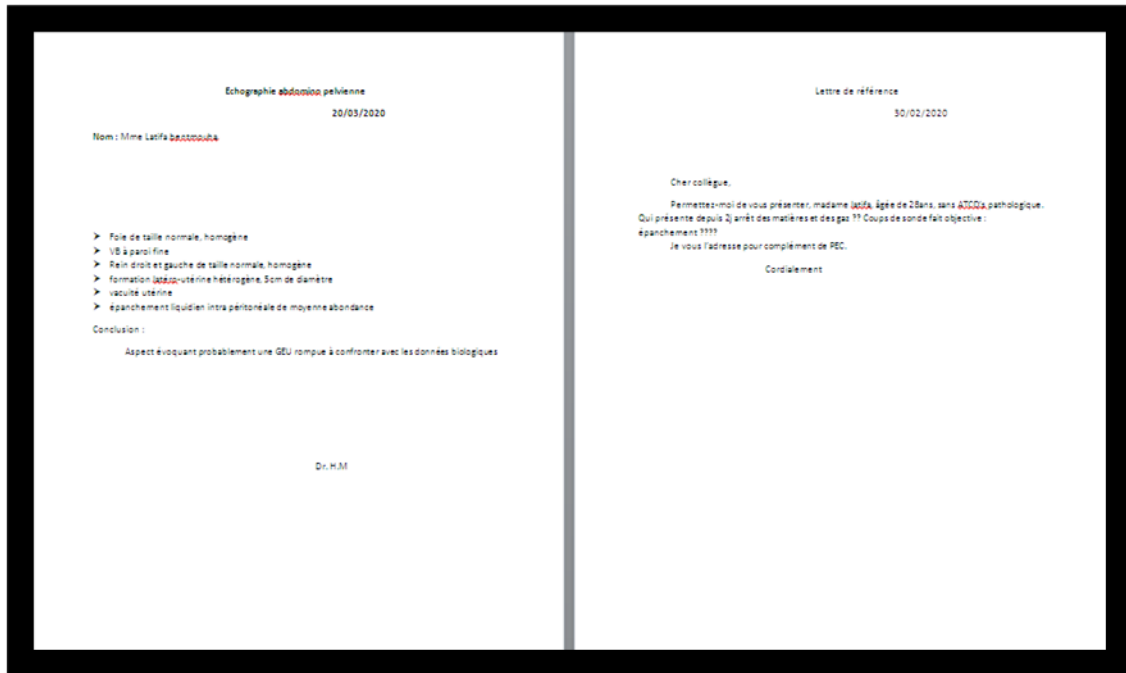 Echographie abdomino pelvienne
20/03/2020
Nom : Mme Latifa
Foie de taille normale, homogène
VB à paroi fine
Rein droit et gauche de taille normale, homogène
formation latéro-utérine hétérogène, 5cm de diamètre
vacuité utérine
épanchement liquidien intra péritonéale de moyenne abondance
Conclusion :
Aspect évoquant probablement une GEU rompue à confronter avec les données biologiques
Dr. H.M
Lettre de référence
30/02/2020
Cher collègue,
Permettez-moi de vous présenter, madame latifa, âgée de 28ans, sans ATCD's pathologique.
Qui présente depuis 2j arrêt des matières et des gaz ?? Coups de sonde fait objective :
épanchement ????
Je vous l'adresse pour complément de PEC.
Cordialement